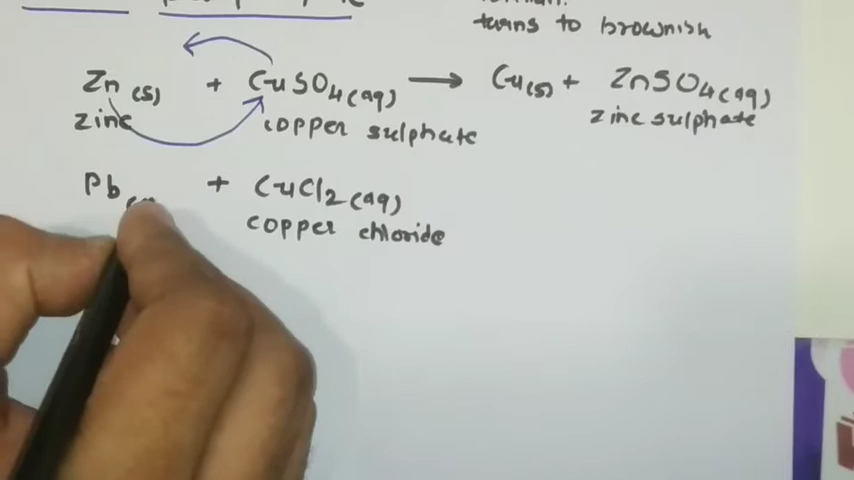 turns to brownish
Zn(s) + CuSO4(aq) → Cu(s) + ZnSO4(aq)
zinc copper sulphate zinc sulphate
Pb + CuCl2(aq)
copper chloride